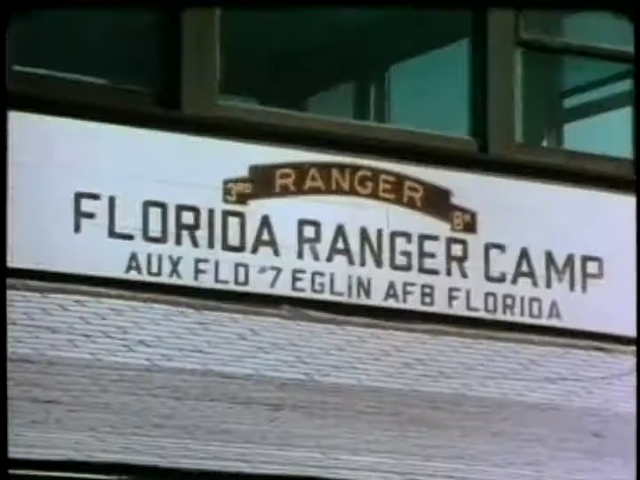 3RD RANGER BN
FLORIDA RANGER CAMP
AUX FLD #7 EGLiN AFB FLORIDA